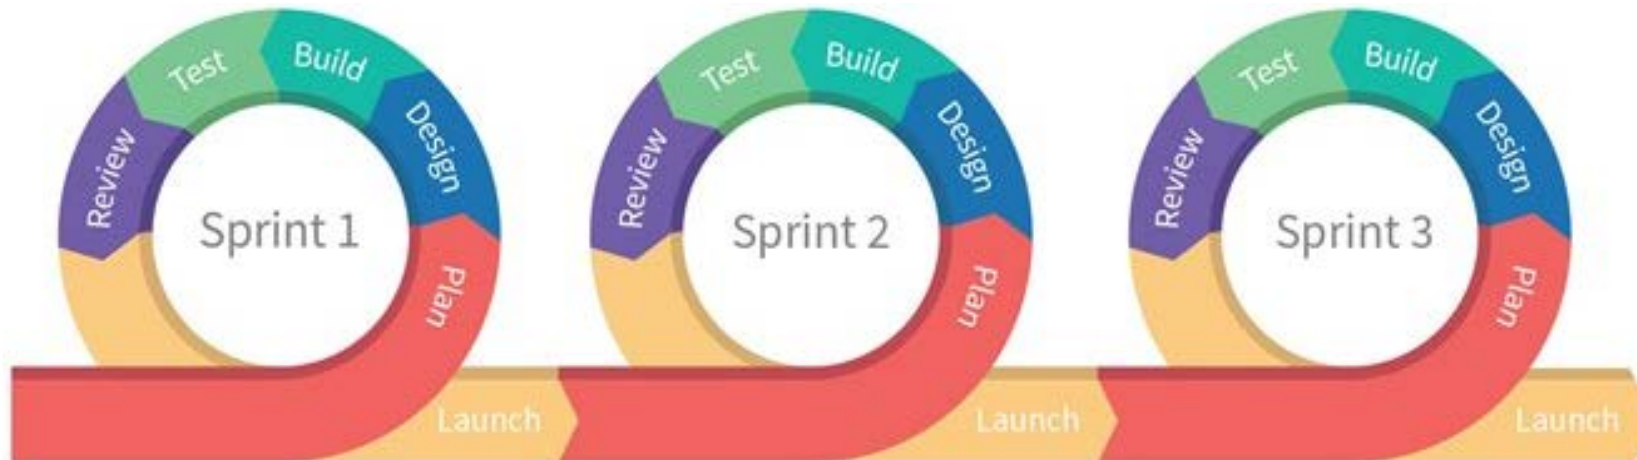 Sprint 1
Plan
Design
Build
Test
Review
Launch
Sprint 2
Plan
Design
Build
Test
Review
Launch
Sprint 3
Plan
Design
Build
Test
Review
Launch